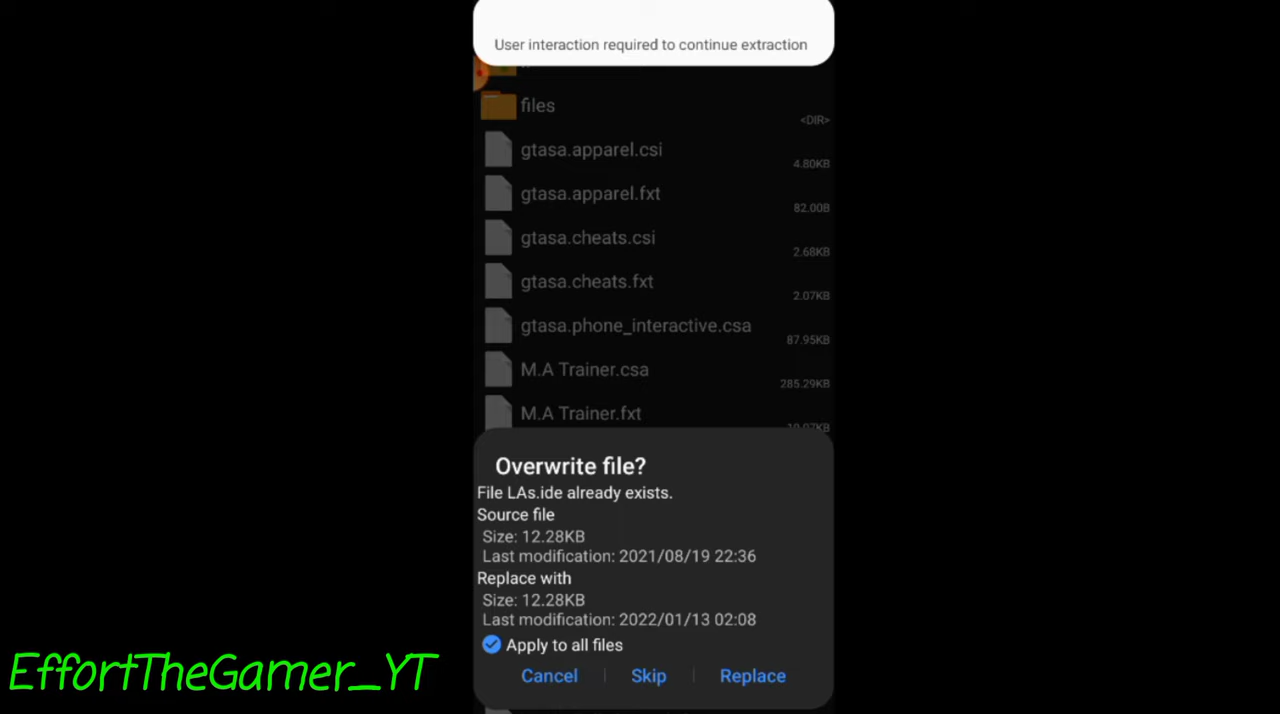 User interaction required to continue extraction
files
<DIR>
gtasa.apparel.csi
4.80KB
gtasa.apparel.fxt
82.00B
gtasa.cheats.csi
2.68KB
gtasa.cheats.fxt
2.07KB
gtasa.phone_interactive.csa
87.95KB
M.A Trainer.csa
285.29KB
M.A Trainer.fxt
10.07KB
Overwrite file?
File LAs.ide already exists.
Source file
Size: 12.28KB
Last modification: 2021/08/19 22:36
Replace with
Size: 12.28KB
Last modification: 2022/01/13 02:08
Apply to all files
Cancel Skip Replace
EffortTheGamer_YT